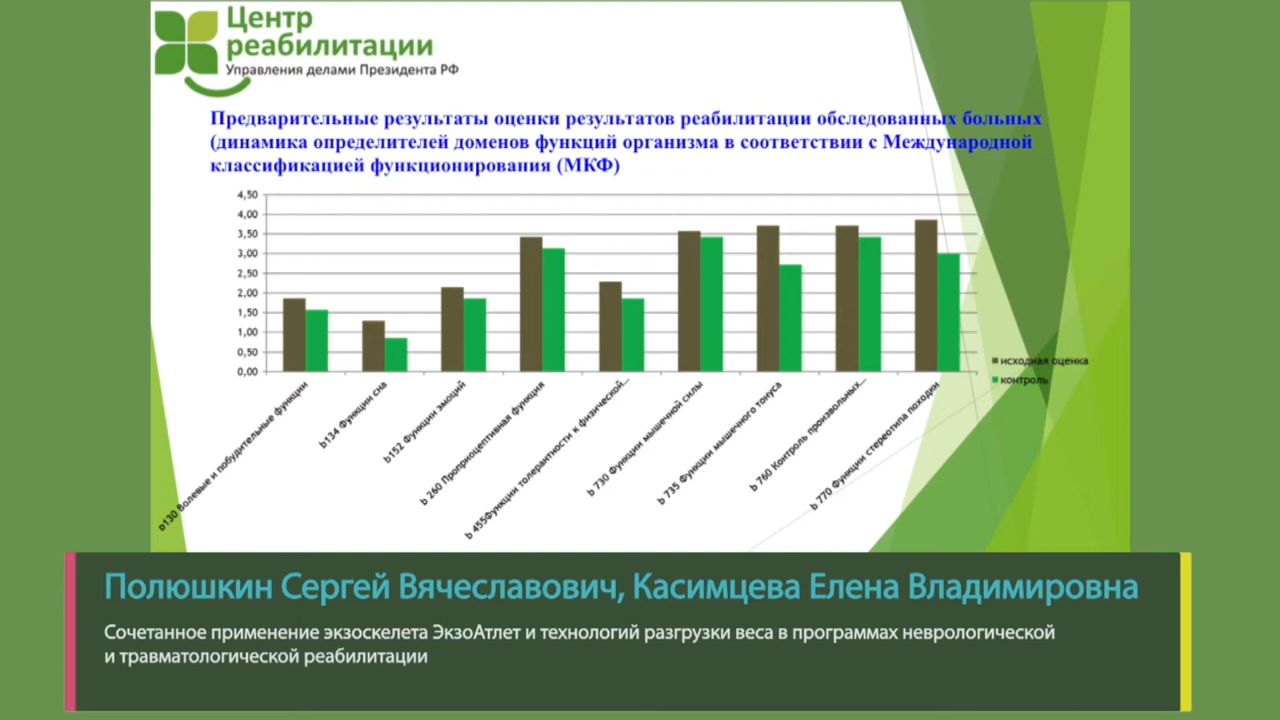 Центр
реабилитации
Управления делами Президента РФ
Предварительные результаты оценки результатов реабилитации обследованных больных
(динамика определителей доменов функций организма в соответствии с Международной
классификацией функционирования (МКФ)
4,50
4,00
3,50
3,00
2,50
2,00
1,50
1,00
0,50
0,00
исходная оценка
контроль
b130 Волевые и побудительные функции
b134 Функции сна
b152 Функции эмоций
b 260 Проприоцептивная функция
b 455Функции толерантности к физической...
b 730 Функции мышечной силы
b 735 Функции мышечного тонуса
b 760 Контроль произвольных...
b 770 Функции стереотипа походки
Полюшкин Сергей Вячеславович, Касимцева Елена Владимировна
Сочетанное применение экзоскелета ЭкзоАтлет и технологий разгрузки веса в программах неврологической
и травматологической реабилитации